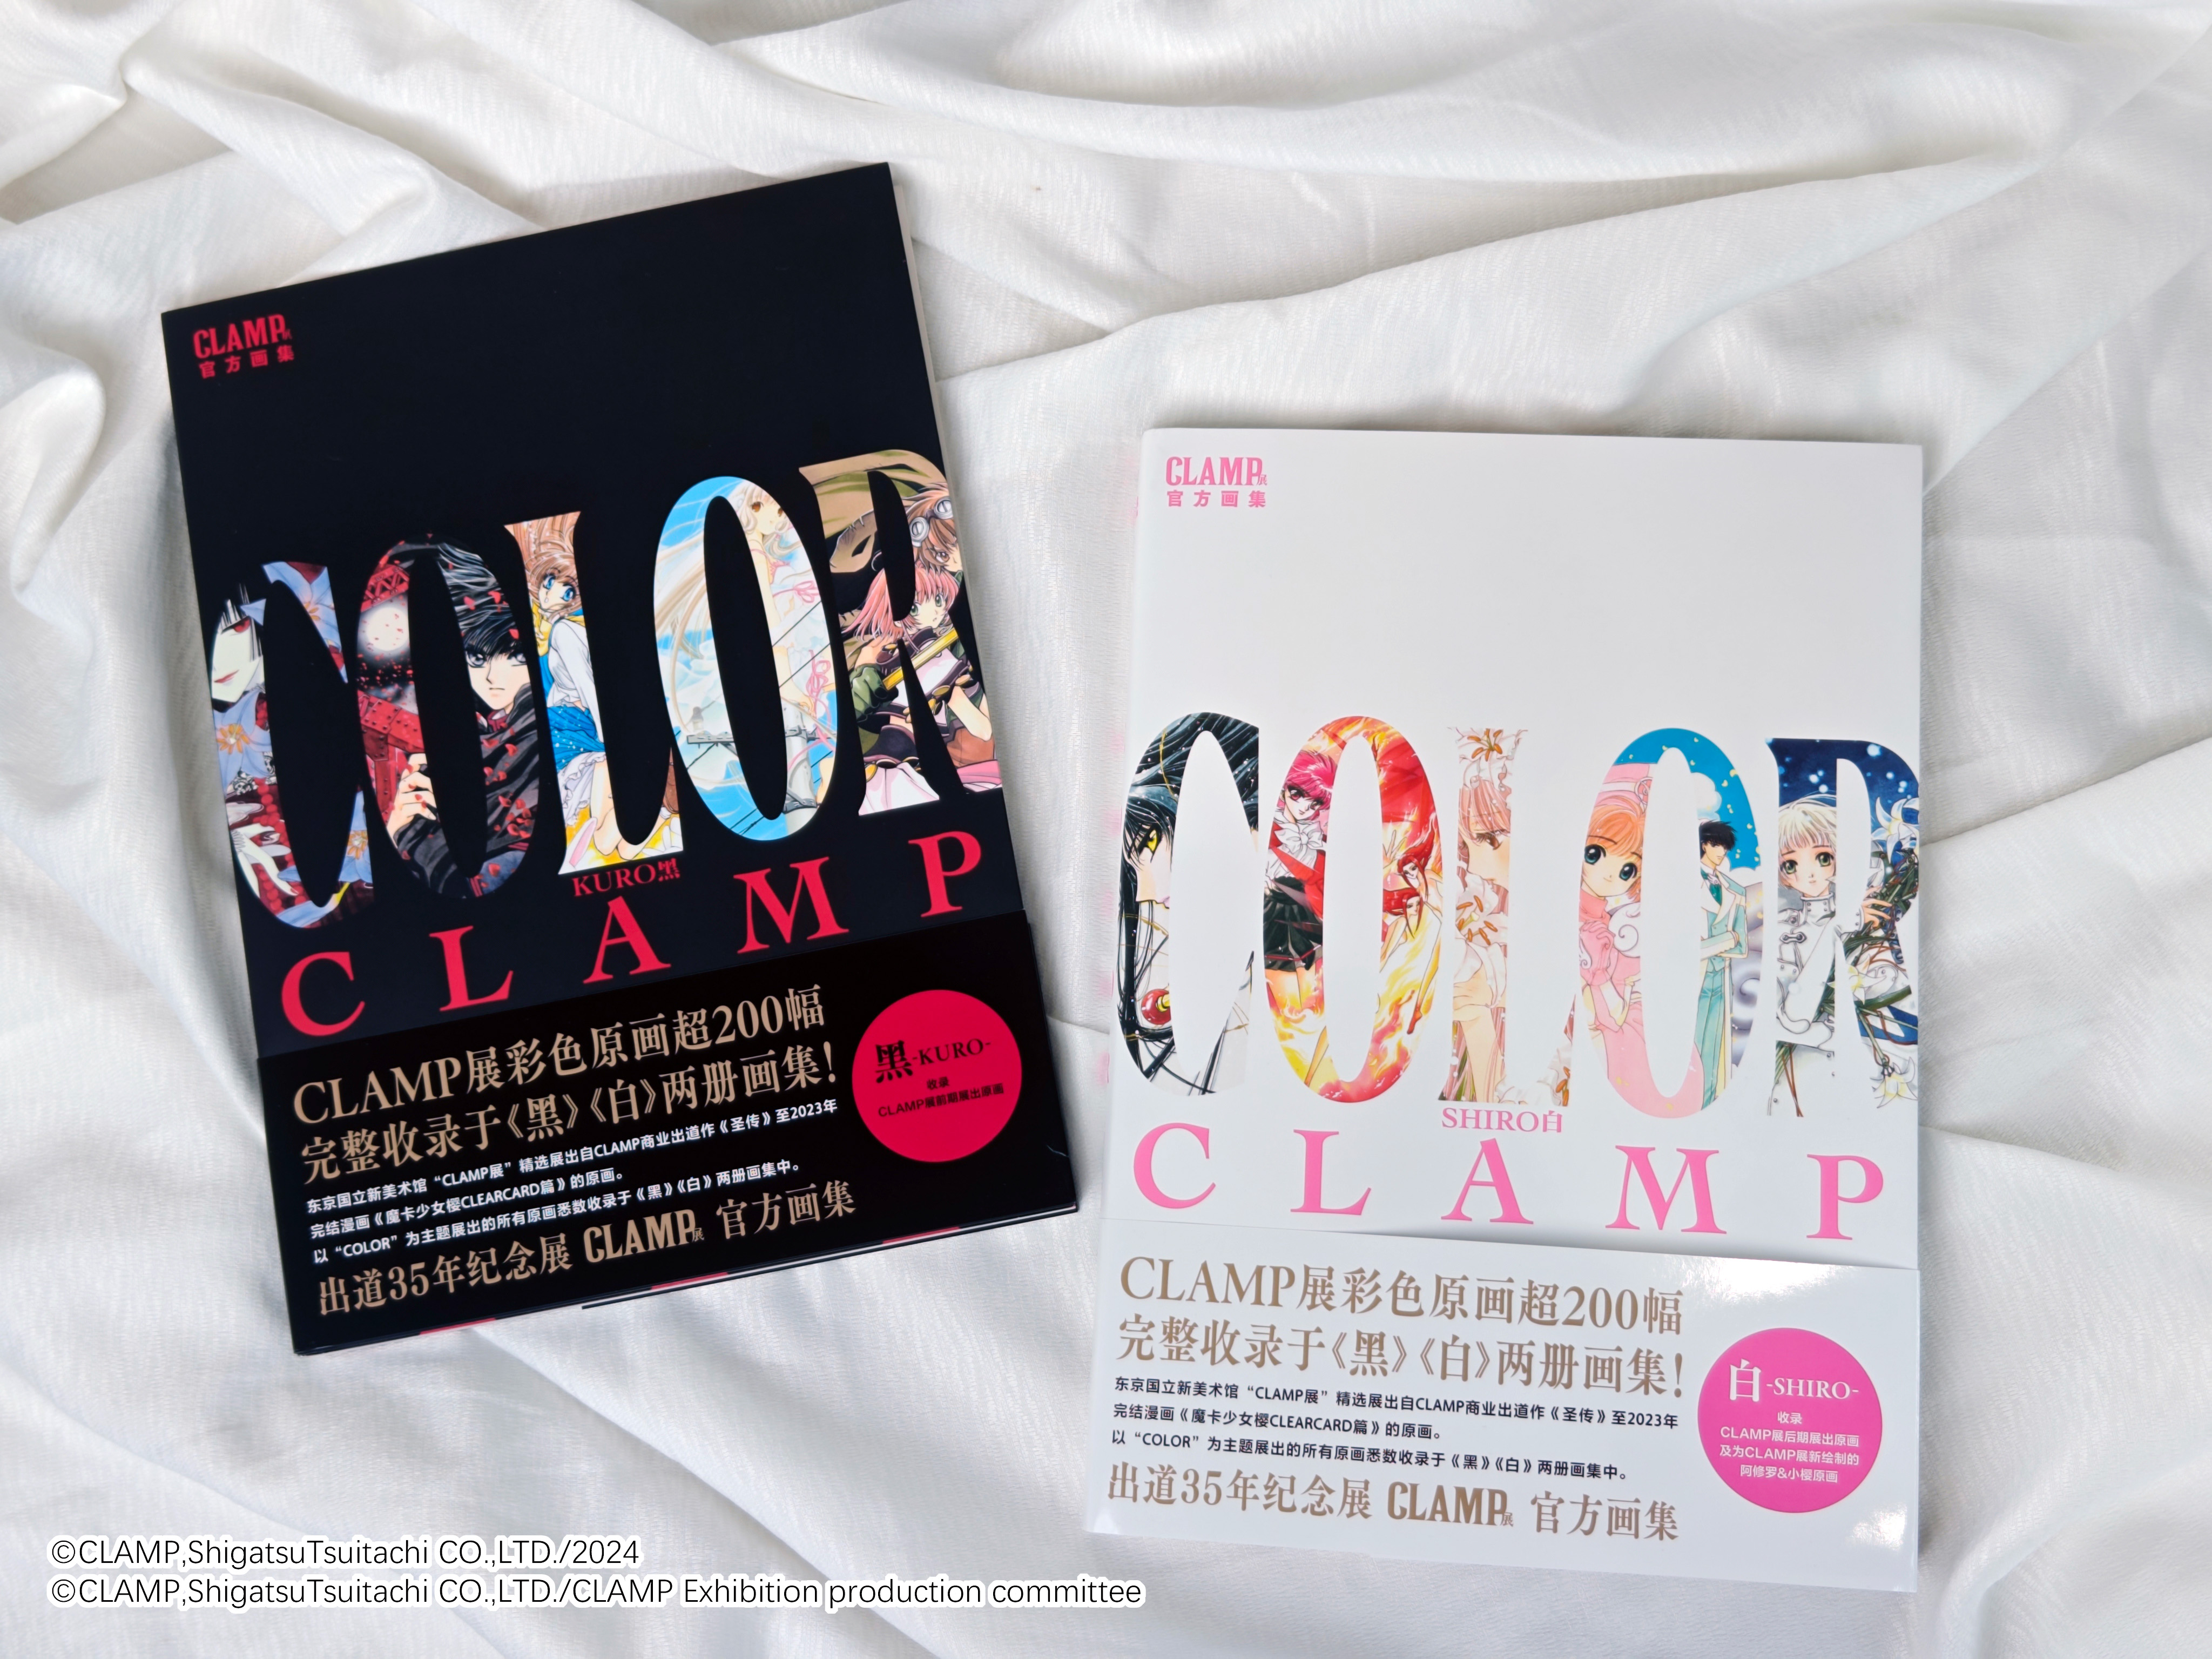 CLAMP展
官方画集
COLOR
KURO黑
CLAMP
CLAMP展彩色原画超200幅
完整收录于《黑》《白》两册画集!
东京国立新美术馆“CLAMP展”精选展出自CLAMP商业出道作《圣传》至2023年
完结漫画《魔卡少女樱CLEARCARD篇》的原画。
以“COLOR”为主题展出的所有原画悉数收录于《黑》《白》两册画集中。
出道35年纪念展 CLAMP展 官方画集
黑-KURO-
收录
CLAMP展前期展出原画
CLAMP展
官方画集
COLOR
SHIRO白
CLAMP
CLAMP展彩色原画超200幅
完整收录于《黑》《白》两册画集!
东京国立新美术馆“CLAMP展”精选展出自CLAMP商业出道作《圣传》至2023年
完结漫画《魔卡少女樱CLEARCARD篇》的原画。
以“COLOR”为主题展出的所有原画悉数收录于《黑》《白》两册画集中。
出道35年纪念展 CLAMP展 官方画集
白-SHIRO-
收录
CLAMP展后期展出原画
及为CLAMP展新绘制的
阿修罗&小樱原画
©CLAMP,ShigatsuTsuitachi CO.,LTD./2024
©CLAMP,ShigatsuTsuitachi CO.,LTD./CLAMP Exhibition production committee